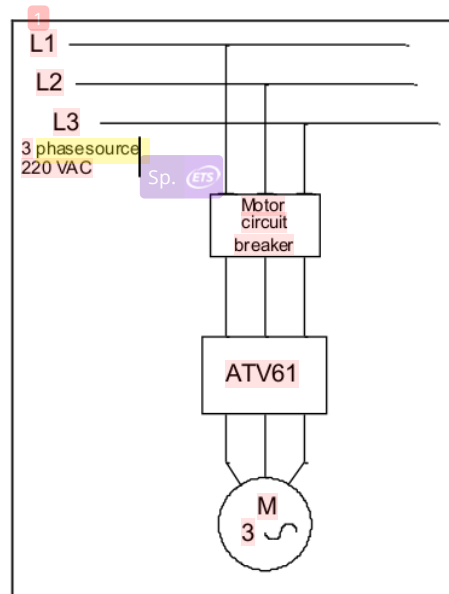 1
L1
L2
L3
3 phasesource
220 VAC
Sp. ETS
Motor
circuit
breaker
ATV61
M
3